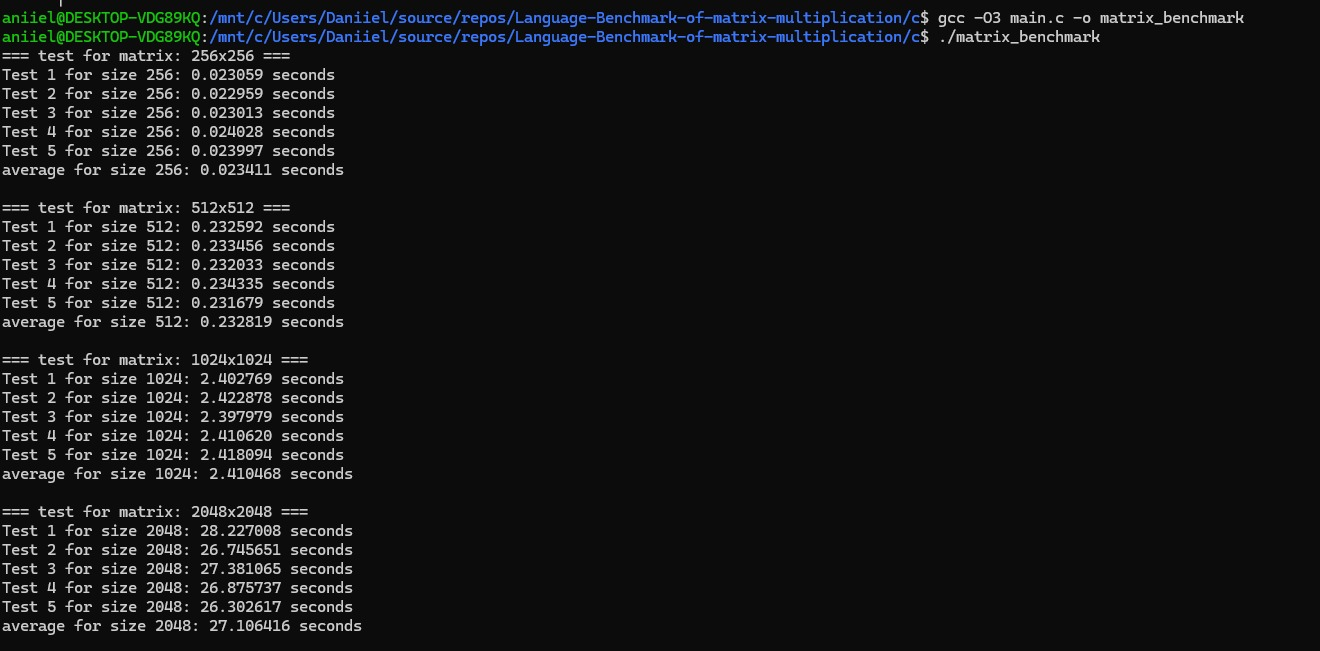 aniiel@DESKTOP-VDG89KQ:/mnt/c/Users/Daniiel/source/repos/Language-Benchmark-of-matrix-multiplication/c$ gcc -O3 main.c -o matrix_benchmark
aniiel@DESKTOP-VDG89KQ:/mnt/c/Users/Daniiel/source/repos/Language-Benchmark-of-matrix-multiplication/c$ ./matrix_benchmark
=== test for matrix: 256x256 ===
Test 1 for size 256: 0.023059 seconds
Test 2 for size 256: 0.022959 seconds
Test 3 for size 256: 0.023013 seconds
Test 4 for size 256: 0.024028 seconds
Test 5 for size 256: 0.023997 seconds
average for size 256: 0.023411 seconds

=== test for matrix: 512x512 ===
Test 1 for size 512: 0.232592 seconds
Test 2 for size 512: 0.233456 seconds
Test 3 for size 512: 0.232033 seconds
Test 4 for size 512: 0.234335 seconds
Test 5 for size 512: 0.231679 seconds
average for size 512: 0.232819 seconds

=== test for matrix: 1024x1024 ===
Test 1 for size 1024: 2.402769 seconds
Test 2 for size 1024: 2.422878 seconds
Test 3 for size 1024: 2.397979 seconds
Test 4 for size 1024: 2.410620 seconds
Test 5 for size 1024: 2.418094 seconds
average for size 1024: 2.410468 seconds

=== test for matrix: 2048x2048 ===
Test 1 for size 2048: 28.227008 seconds
Test 2 for size 2048: 26.745651 seconds
Test 3 for size 2048: 27.381065 seconds
Test 4 for size 2048: 26.875737 seconds
Test 5 for size 2048: 26.302617 seconds
average for size 2048: 27.106416 seconds